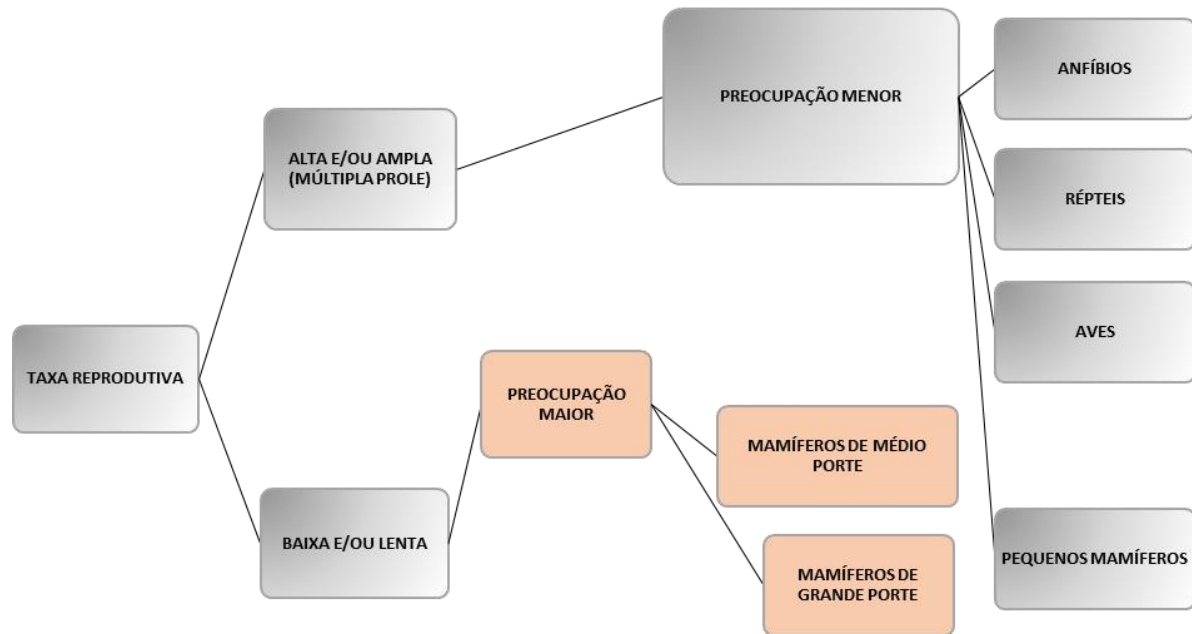 TAXA REPRODUTIVA
ALTA E/OU AMPLA
(MÚLTIPLA PROLE)
PREOCUPAÇÃO MENOR
ANFÍBIOS
RÉPTEIS
AVES
PEQUENOS MAMÍFEROS
BAIXA E/OU LENTA
PREOCUPAÇÃO
MAIOR
MAMÍFEROS DE MÉDIO
PORTE
MAMÍFEROS DE
GRANDE PORTE